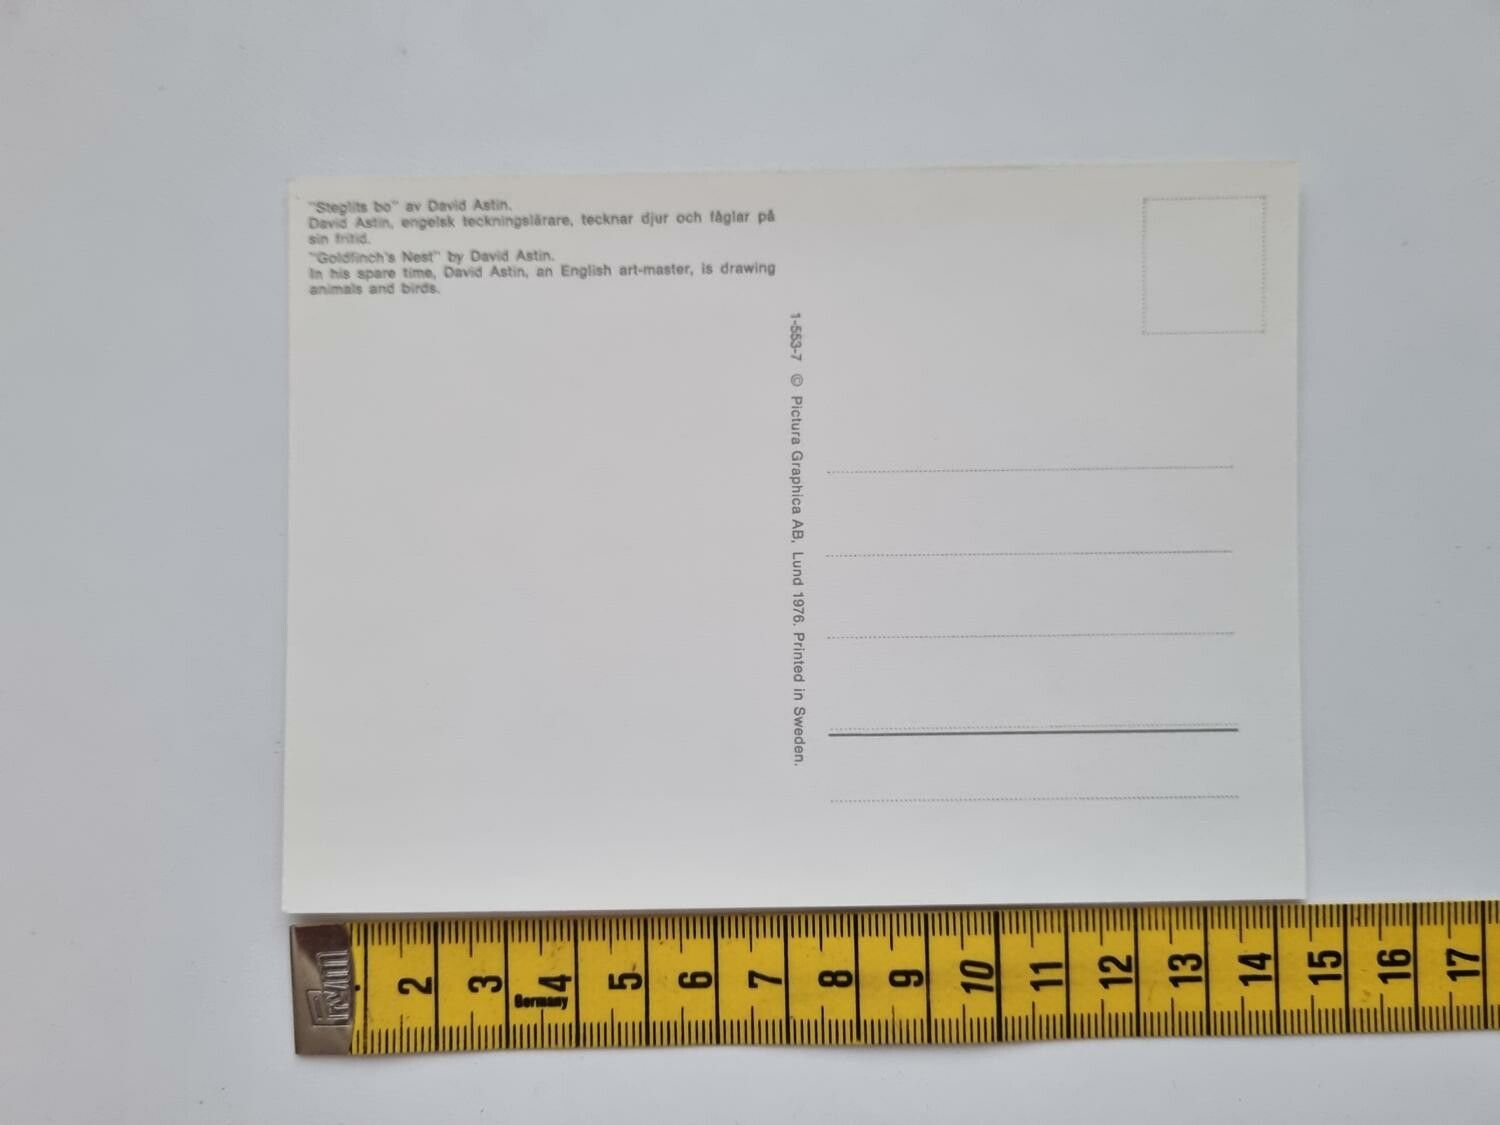 "Steglits bo" av David Astin.
David Astin, engelsk teckningslärare, tecknar djur och fåglar på
sin fritid.
"Goldfinch's Nest" by David Astin.
In his spare time, David Astin, an English art-master, is drawing
animals and birds.
1-553-7 © Pictura Graphica AB, Lund 1976. Printed in Sweden.
2 3 4 5 6 7 8 9 10 11 12 13 14 15 16 17
Germany
Prym